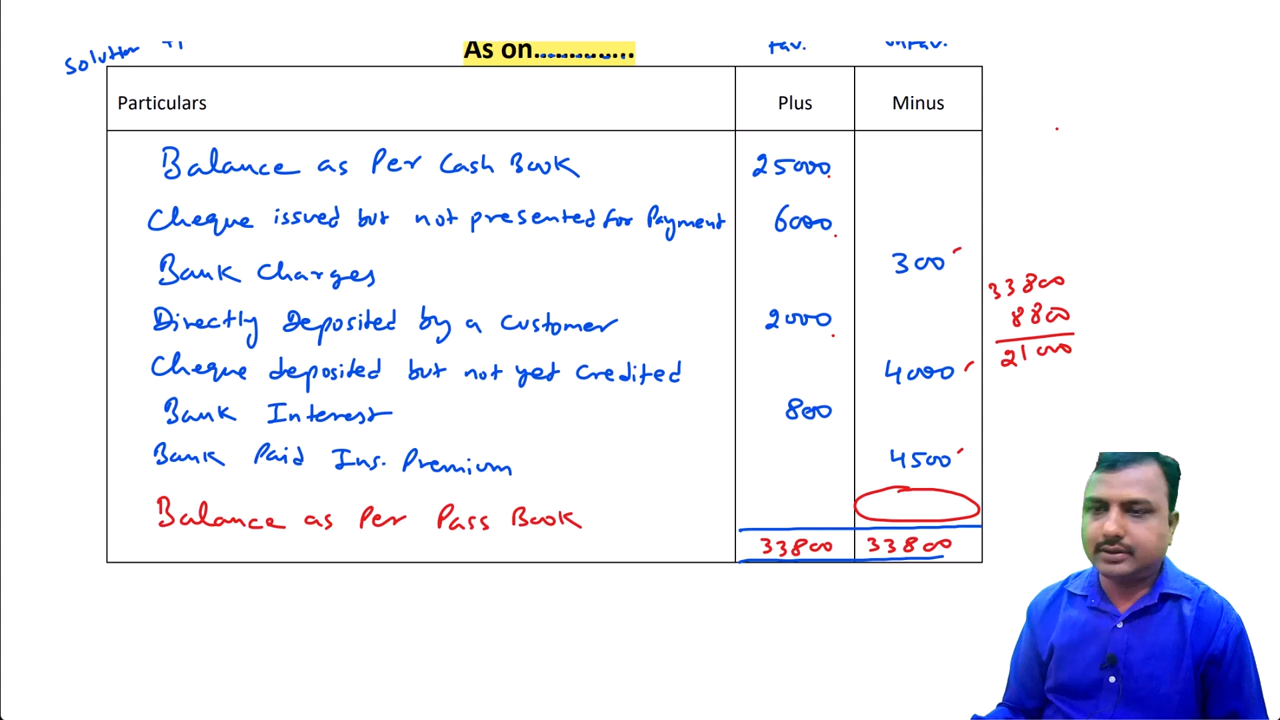 Solution
As on............
Fav.
Unfav.
Particulars Plus Minus
Balance as Per Cash Book 25000
Cheque issued but not presented for Payment 6000
Bank Charges 300
Directly Deposited by a Customer 2000
Cheque deposited but not yet Credited 4000
Bank Interest 800
Bank Paid Ins. Premium 4500
Balance as Per Pass Book
33800 33800
33800
8800
21000